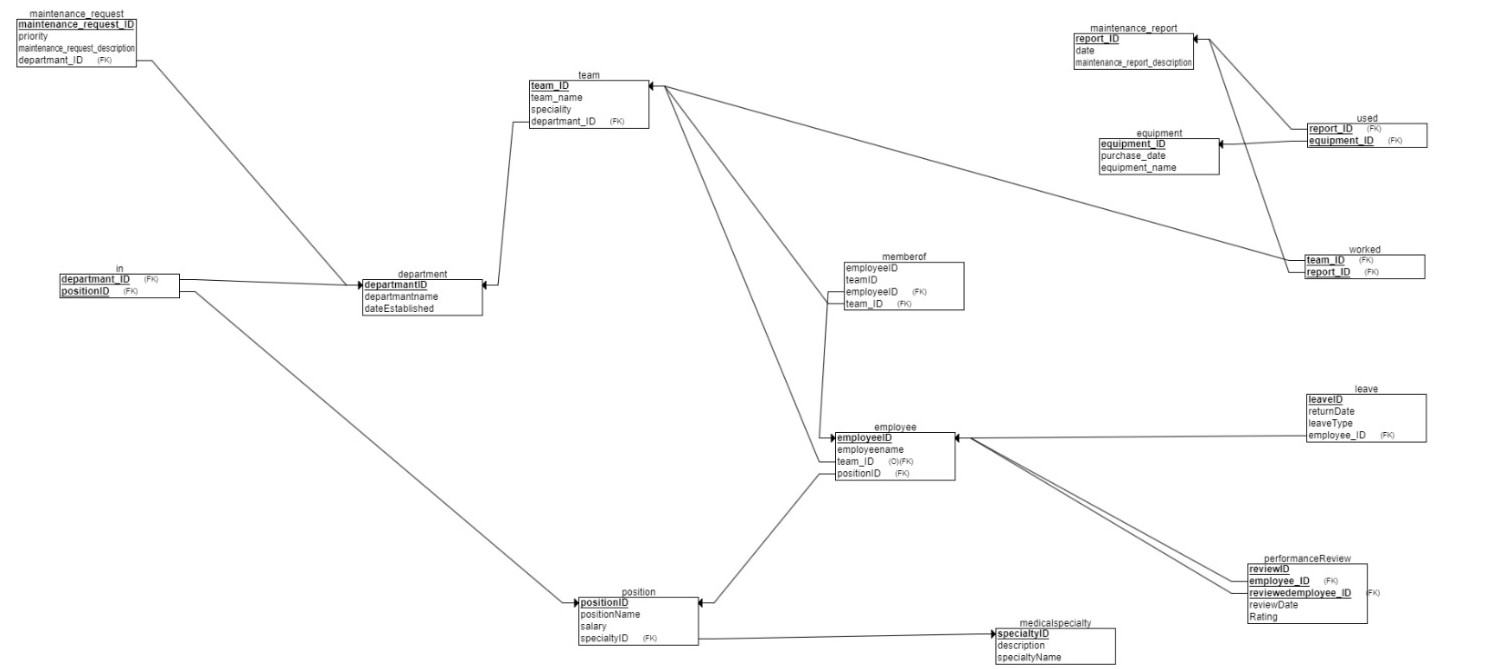 maintenance_request
maintenance_request_ID
priority
maintenance_request_description
departmant_ID (FK)
team
team_ID
team_name
speciality
departmant_ID (FK)
maintenance_report
report_ID
date
maintenance_report_description
used
report_ID (FK)
equipment_ID (FK)
equipment
equipment_ID
purchase_date
equipment_name
in
departmant_ID (FK)
positionID (FK)
department
departmantID
departmantname
dateEstablished
memberof
employeeID
teamID
employeeID (FK)
team_ID (FK)
worked
team_ID (FK)
report_ID (FK)
leave
leaveID
returnDate
leaveType
employee_ID (FK)
employee
employeeID
employeename
team_ID (O)(FK)
positionID (FK)
performanceReview
reviewID
employee_ID (FK)
reviewedemployee_ID (FK)
reviewDate
Rating
position
positionID
positionName
salary
specialtyID (FK)
medicalspecialty
specialtyID
description
specialtyName